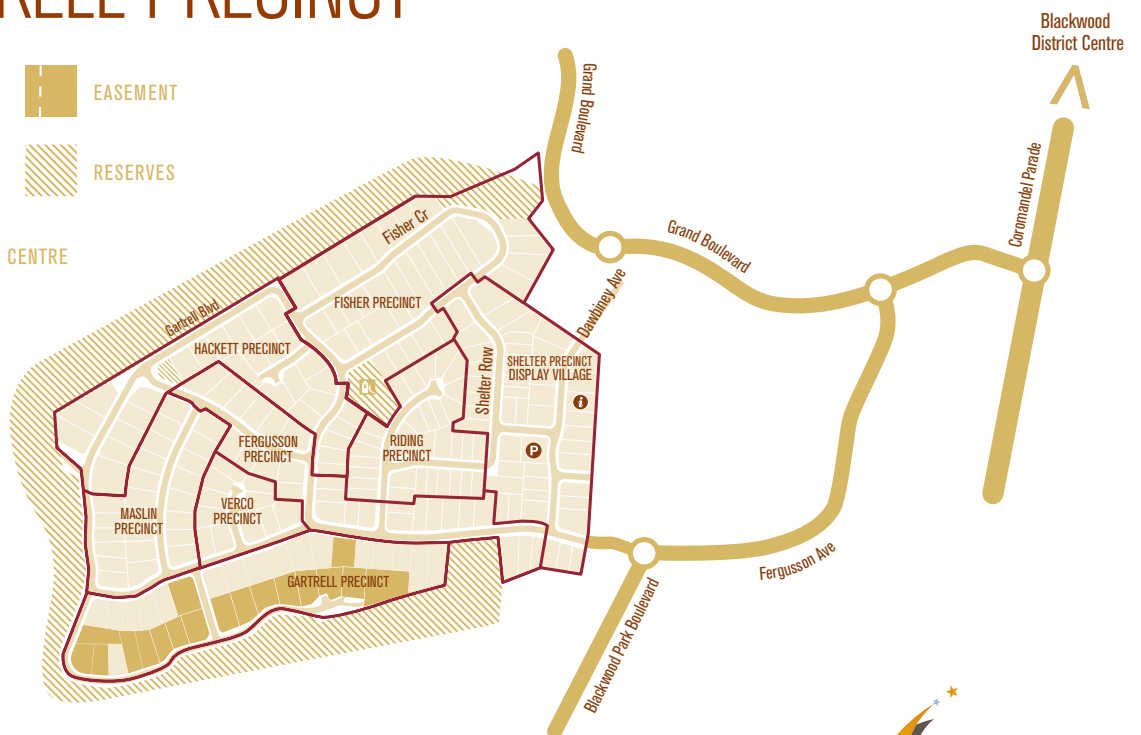 PRECINCT
EASEMENT
RESERVES
CENTRE
Blackwood
District Centre
Grand Boulevard
Coromandel Parade
Grand Boulevard
Dawbiney Ave
Fisher Cr
FISHER PRECINCT
Gartrell Blvd
HACKETT PRECINCT
SHELTER PRECINCT
DISPLAY VILLAGE
Shelter Row
i
P
RIDING
PRECINCT
FERGUSSON
PRECINCT
VERCO
PRECINCT
MASLIN
PRECINCT
GARTRELL PRECINCT
Fergusson Ave
Blackwood Park Boulevard